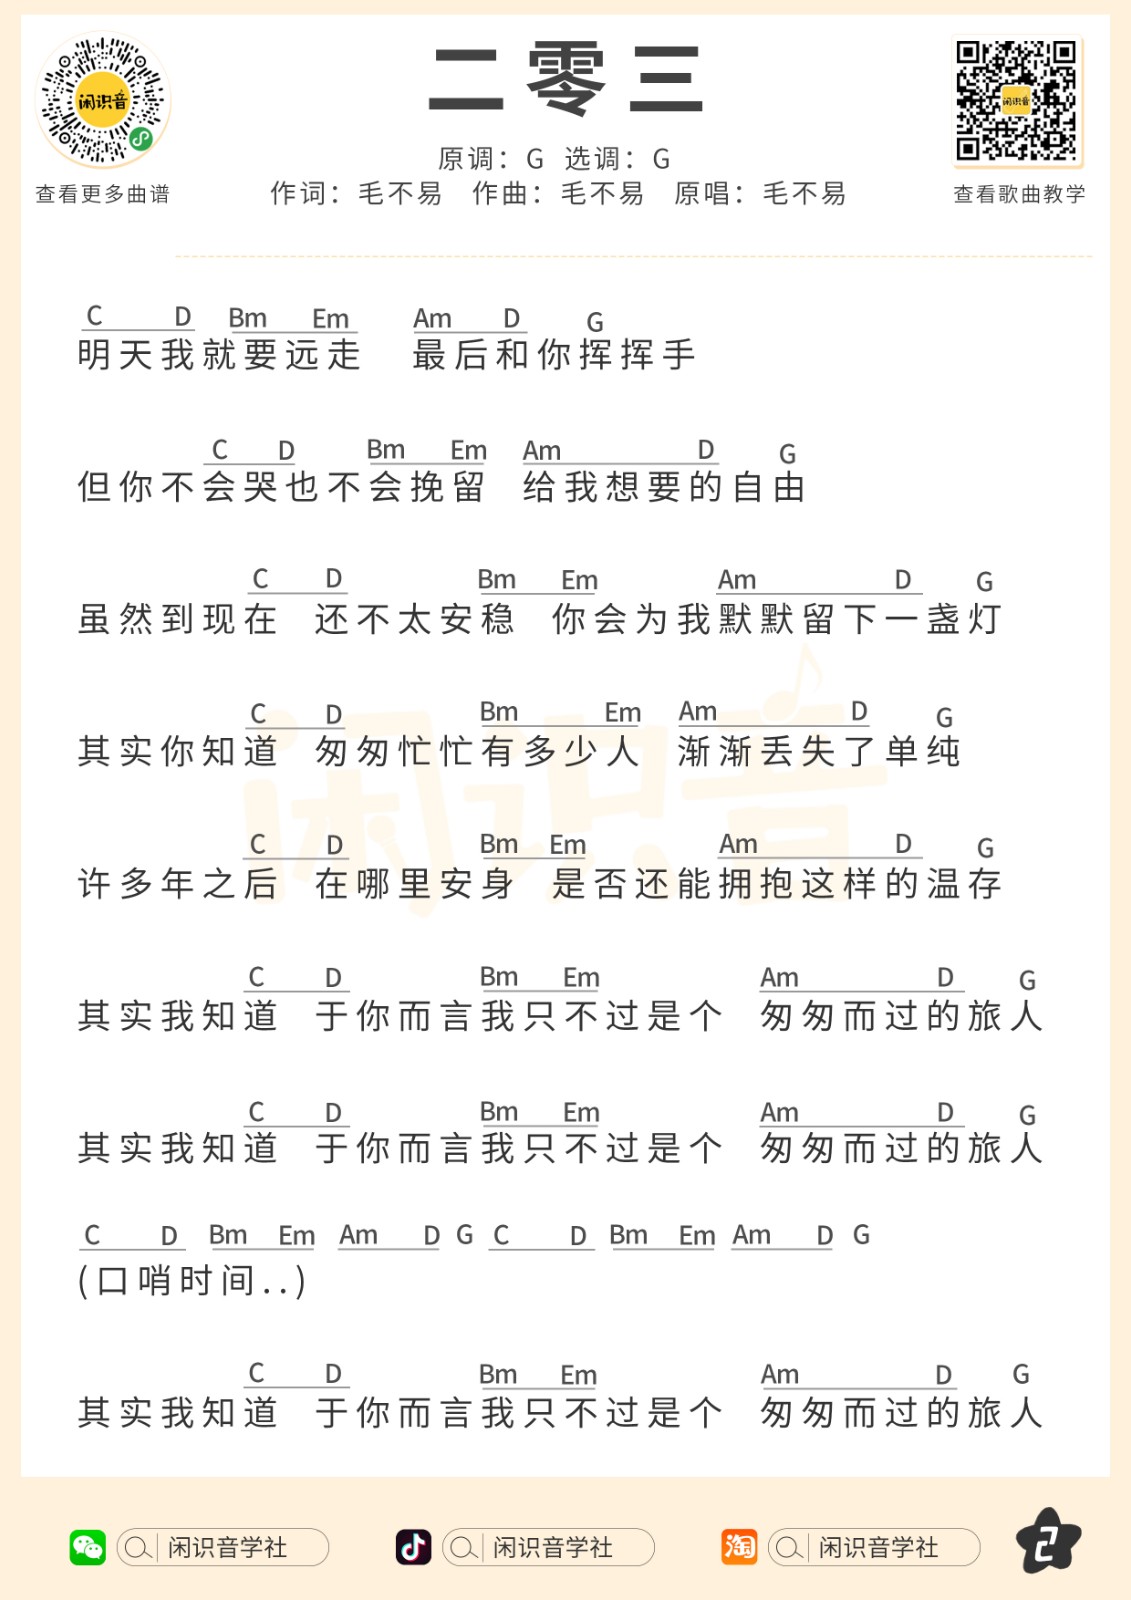 二零三
原调：G 选调：G
作词：毛不易 作曲：毛不易 原唱：毛不易
闲识音
查看更多曲谱
闲识音
查看歌曲教学
C D Bm Em Am D G
明天我就要远走 最后和你挥挥手
C D Bm Em Am D G
但你不会哭也不会挽留 给我想要的自由
C D Bm Em Am D G
虽然到现在 还不太安稳 你会为我默默留下一盏灯
C D Bm Em Am D G
其实你知道 匆匆忙忙有多少人 渐渐丢失了单纯
C D Bm Em Am D G
许多年之后 在哪里安身 是否还能拥抱这样的温存
C D Bm Em Am D G
其实我知道 于你而言我只不过是个 匆匆而过的旅人
C D Bm Em Am D G
其实我知道 于你而言我只不过是个 匆匆而过的旅人
C D Bm Em Am D G C D Bm Em Am D G
(口哨时间..)
C D Bm Em Am D G
其实我知道 于你而言我只不过是个 匆匆而过的旅人
闲识音
闲识音学社 闲识音学社 淘 闲识音学社 2